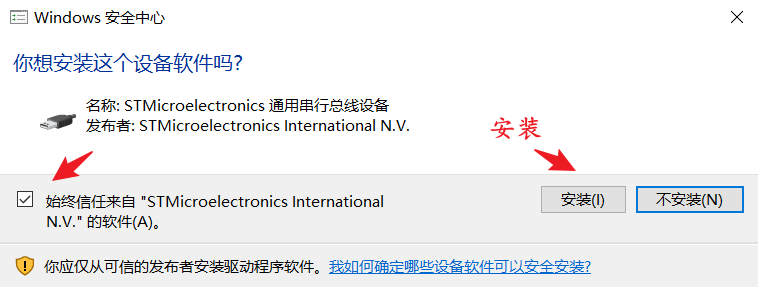 Windows 安全中心
你想安装这个设备软件吗?
名称: STMicroelectronics 通用串行总线设备
发布者: STMicroelectronics International N.V.
安装
始终信任来自 "STMicroelectronics International
N.V." 的软件(A)。
安装(I)
不安装(N)
你应仅从可信的发布者安装驱动程序软件。我如何确定哪些设备软件可以安全安装?